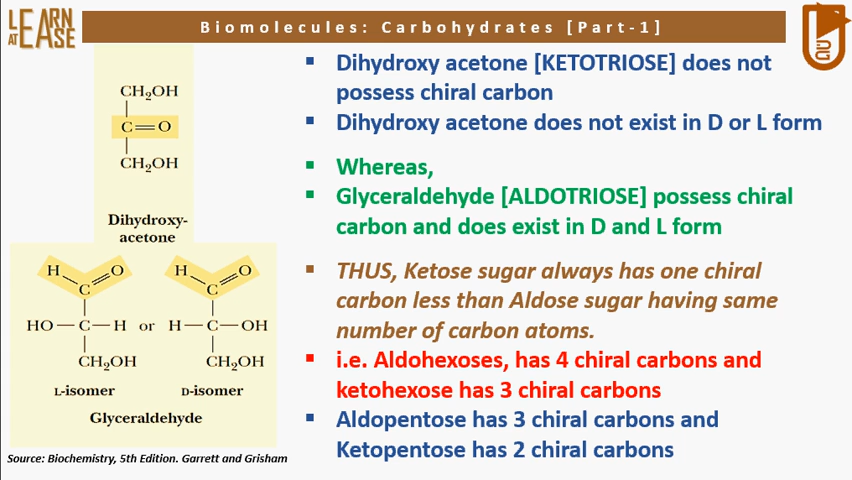 LEARN
AT EASE
Biomolecules: Carbohydrates [Part-1]
CH₂OH
C=O
CH₂OH
Dihydroxy-
acetone
H O H O
C C
HO—C—H or H—C—OH
CH₂OH CH₂OH
L-isomer D-isomer
Glyceraldehyde
Source: Biochemistry, 5th Edition. Garrett and Grisham
▪ Dihydroxy acetone [KETOTRIOSE] does not
possess chiral carbon
▪ Dihydroxy acetone does not exist in D or L form
▪ Whereas,
▪ Glyceraldehyde [ALDOTRIOSE] possess chiral
carbon and does exist in D and L form
▪ THUS, Ketose sugar always has one chiral
carbon less than Aldose sugar having same
number of carbon atoms.
▪ i.e. Aldohexoses, has 4 chiral carbons and
ketohexose has 3 chiral carbons
▪ Aldopentose has 3 chiral carbons and
Ketopentose has 2 chiral carbons